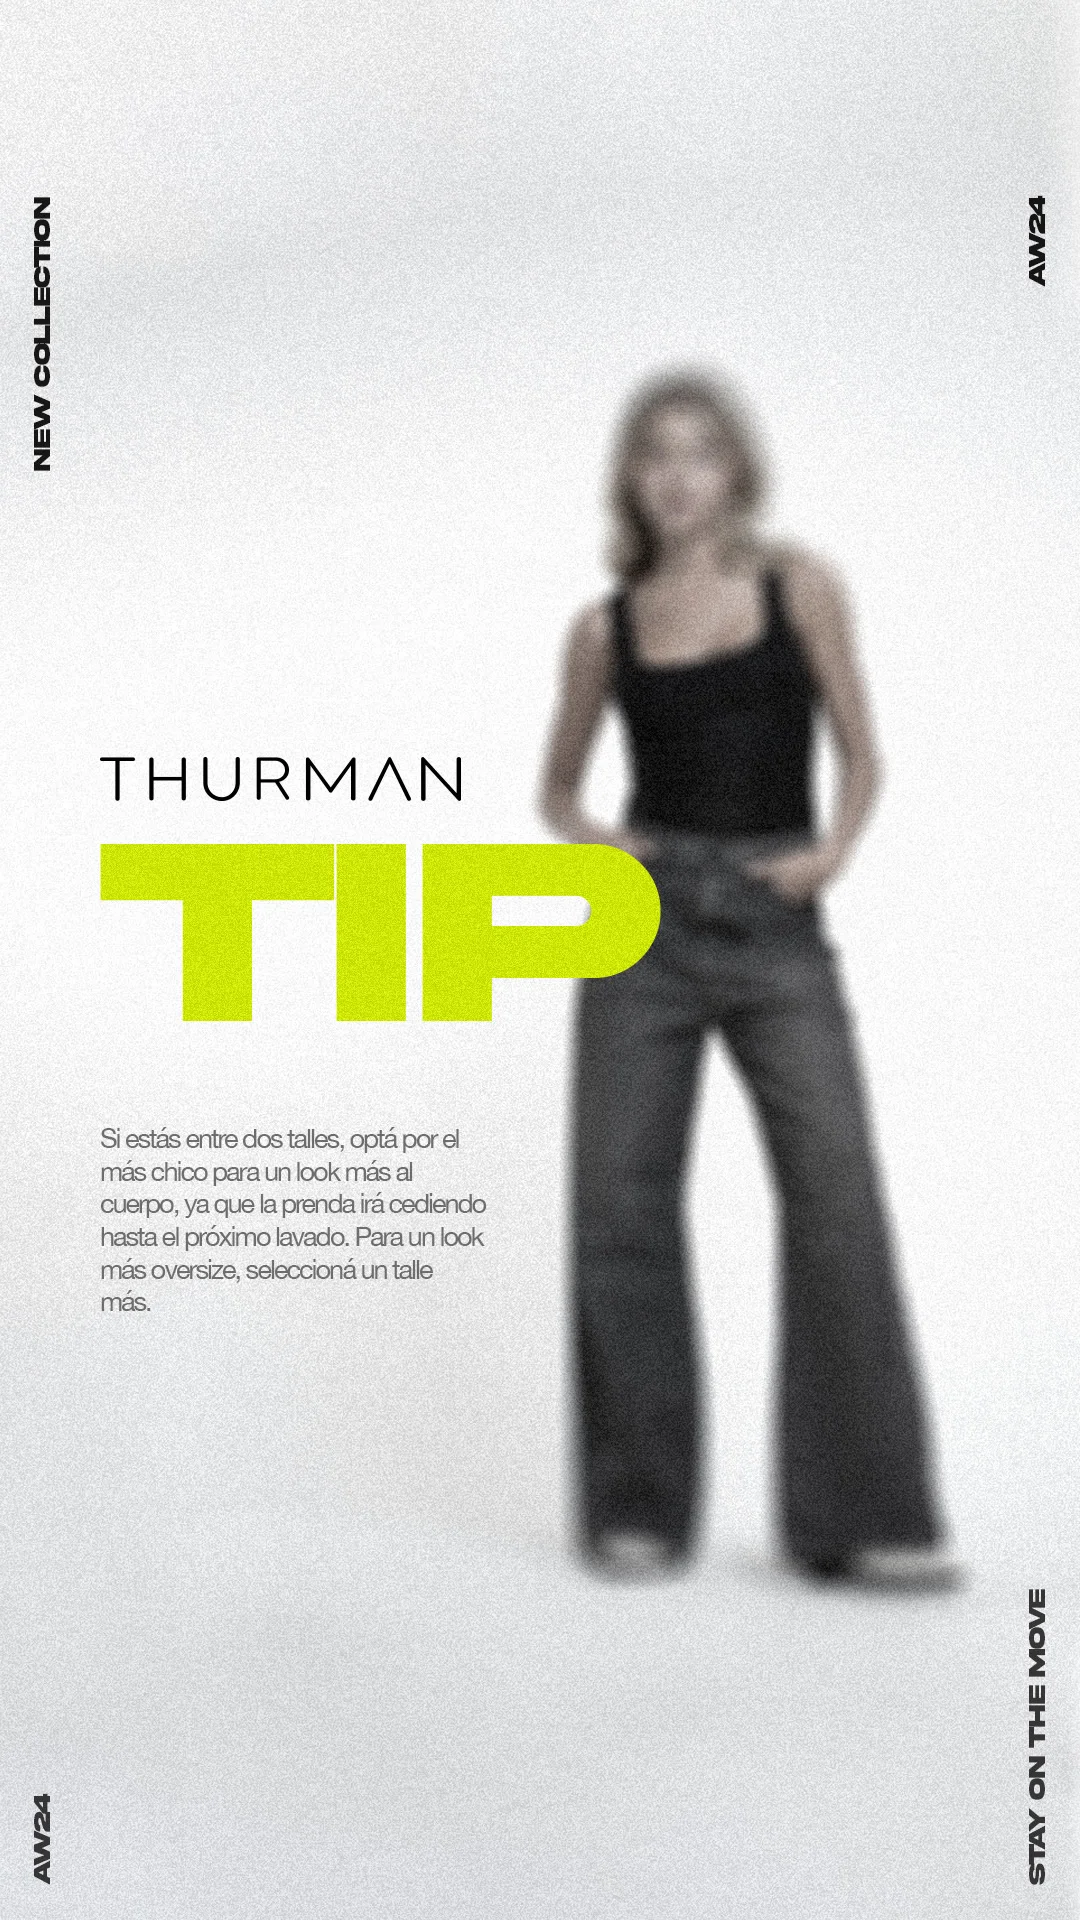 NEW COLLECTION
AW24
THURMAN
TIP
Si estás entre dos talles, optá por el
más chico para un look más al
cuerpo, ya que la prenda irá cediendo
hasta el próximo lavado. Para un look
más oversize, seleccioná un talle
más.
AW24
STAY ON THE MOVE